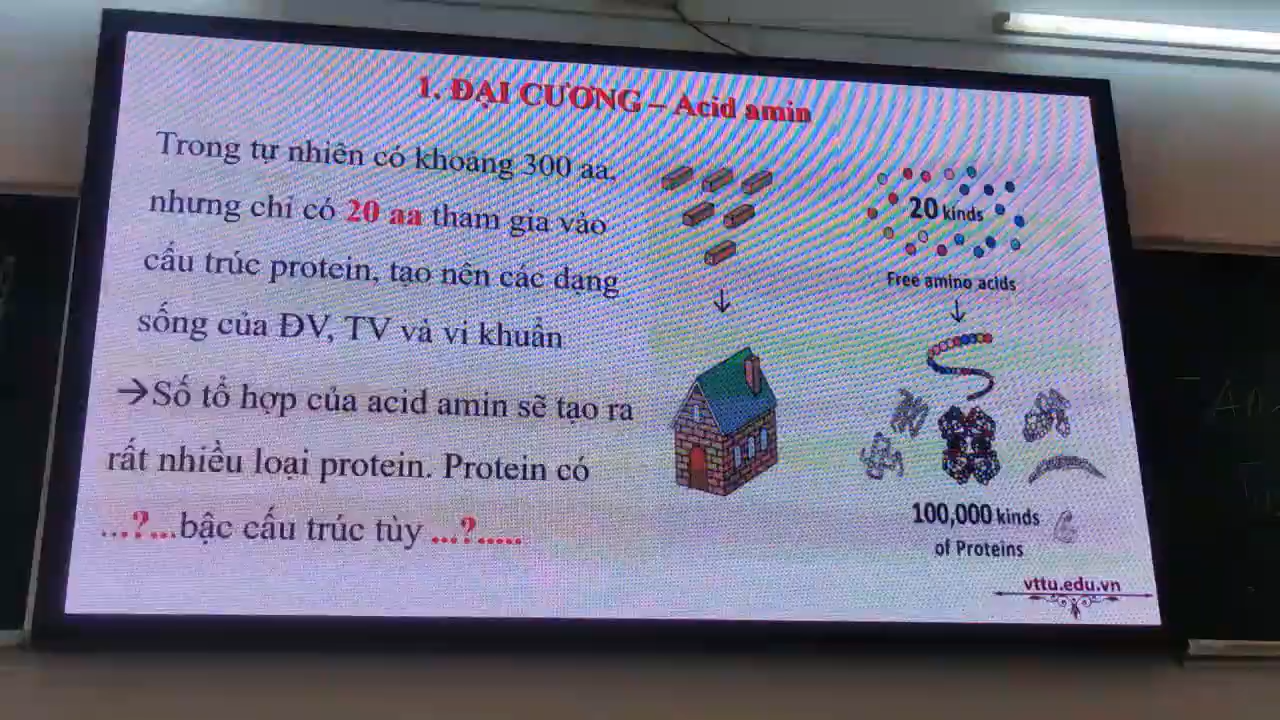 1. ĐẠI CƯƠNG – Acid amin
Trong tự nhiên có khoảng 300 aa,
nhưng chỉ có 20 aa tham gia vào
cấu trúc protein, tạo nên các dạng
sống của ĐV, TV và vi khuẩn
→Số tổ hợp của acid amin sẽ tạo ra
rất nhiều loại protein. Protein có
...?...bậc cấu trúc tùy ...?.....
20 kinds
Free amino acids
100,000 kinds
of Proteins
vttu.edu.vn